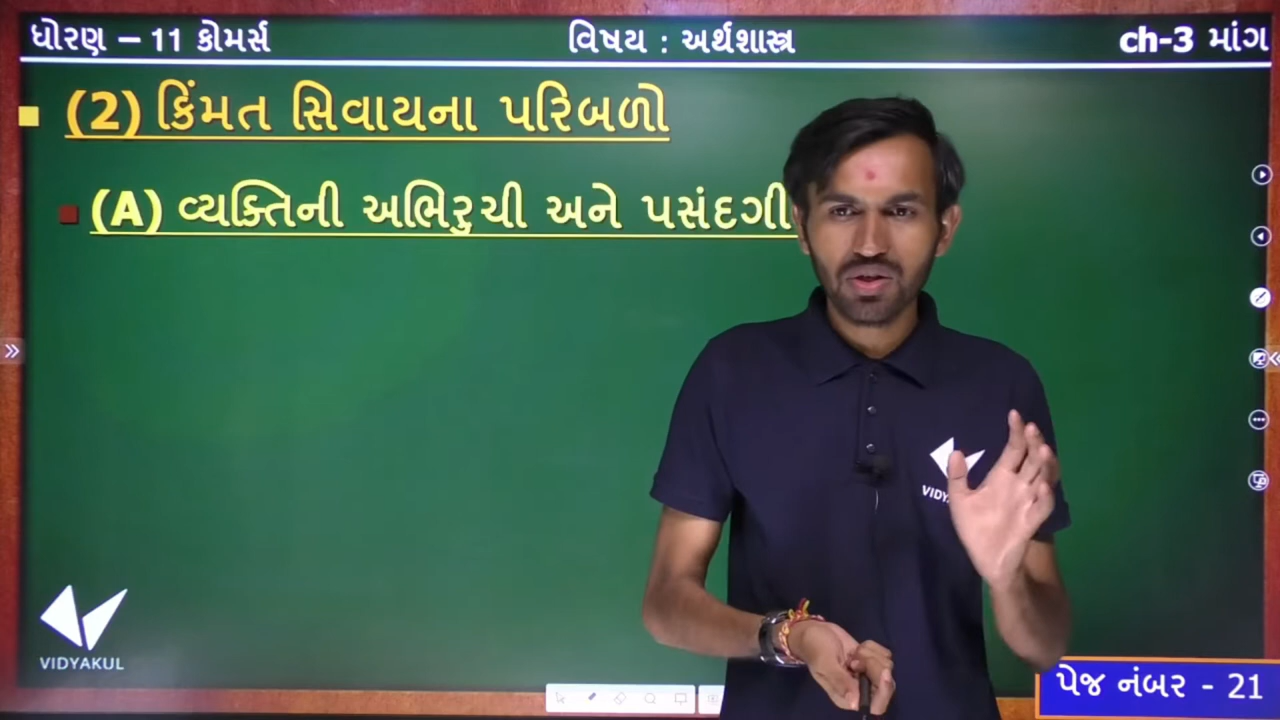 ધોરણ – 11 કોમર્સ
વિષય : અર્થશાસ્ત્ર
ch-3 માંગ
(2) કિંમત સિવાયના પરિબળો
(A) વ્યક્તિની અભિરુચી અને પસંદગી
VIDYAKUL
પેજ નંબર - 21